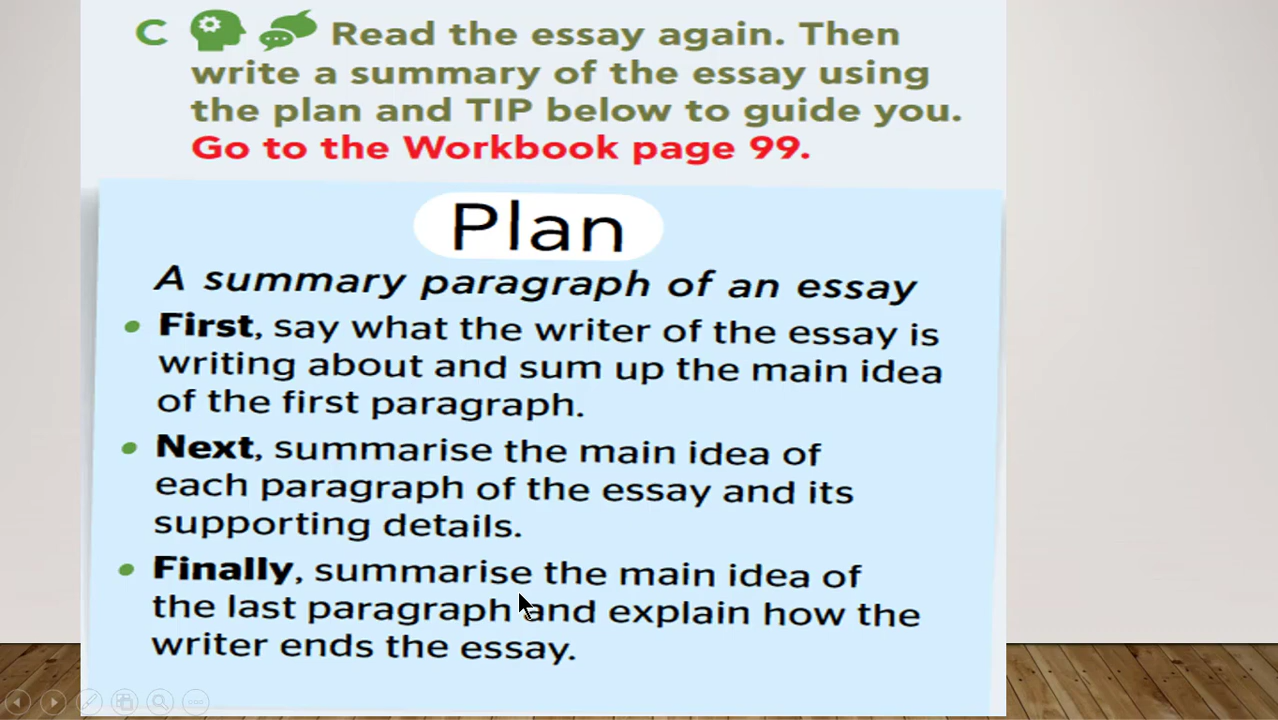 C Read the essay again. Then
write a summary of the essay using
the plan and TIP below to guide you.
Go to the Workbook page 99.
Plan
A summary paragraph of an essay
• First, say what the writer of the essay is
writing about and sum up the main idea
of the first paragraph.
• Next, summarise the main idea of
each paragraph of the essay and its
supporting details.
• Finally, summarise the main idea of
the last paragraph and explain how the
writer ends the essay.